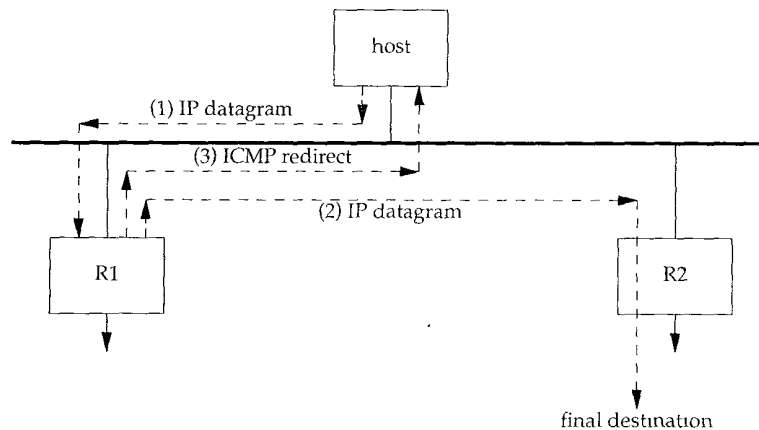 host
(1) IP datagram
(3) ICMP redirect
(2) IP datagram
R1
R2
final destination